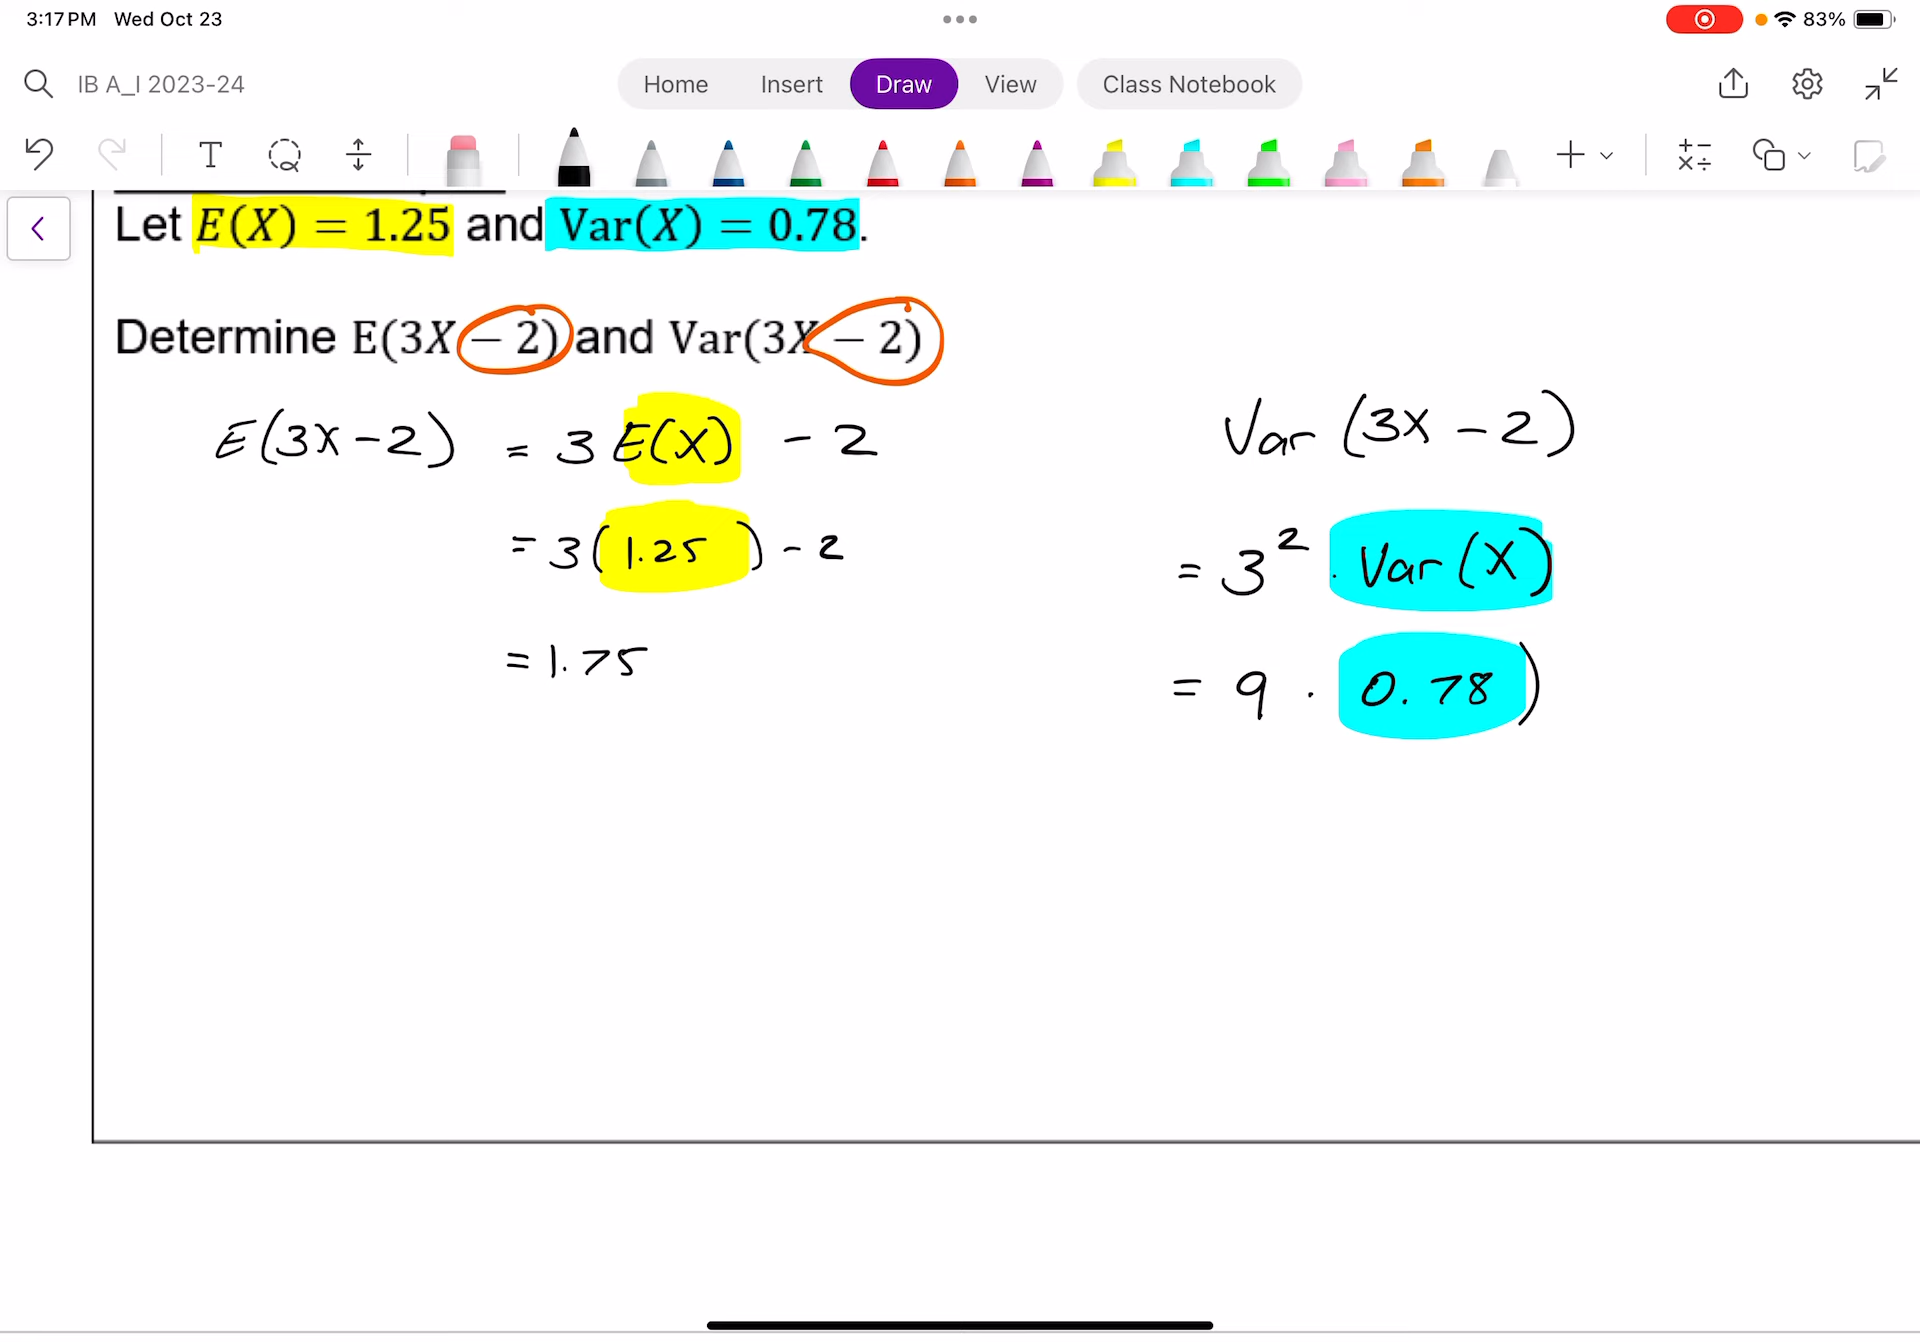 3:17 PM Wed Oct 23
83%
IB A_I 2023-24
Home Insert Draw View Class Notebook
T
Let E(X) = 1.25 and Var(X) = 0.78.
Determine E(3X − 2) and Var(3X − 2)
E(3X-2) = 3 E(X) - 2
= 3(1.25) - 2
= 1.75
Var (3X - 2)
= 3² · Var(X)
= 9 · 0.78)